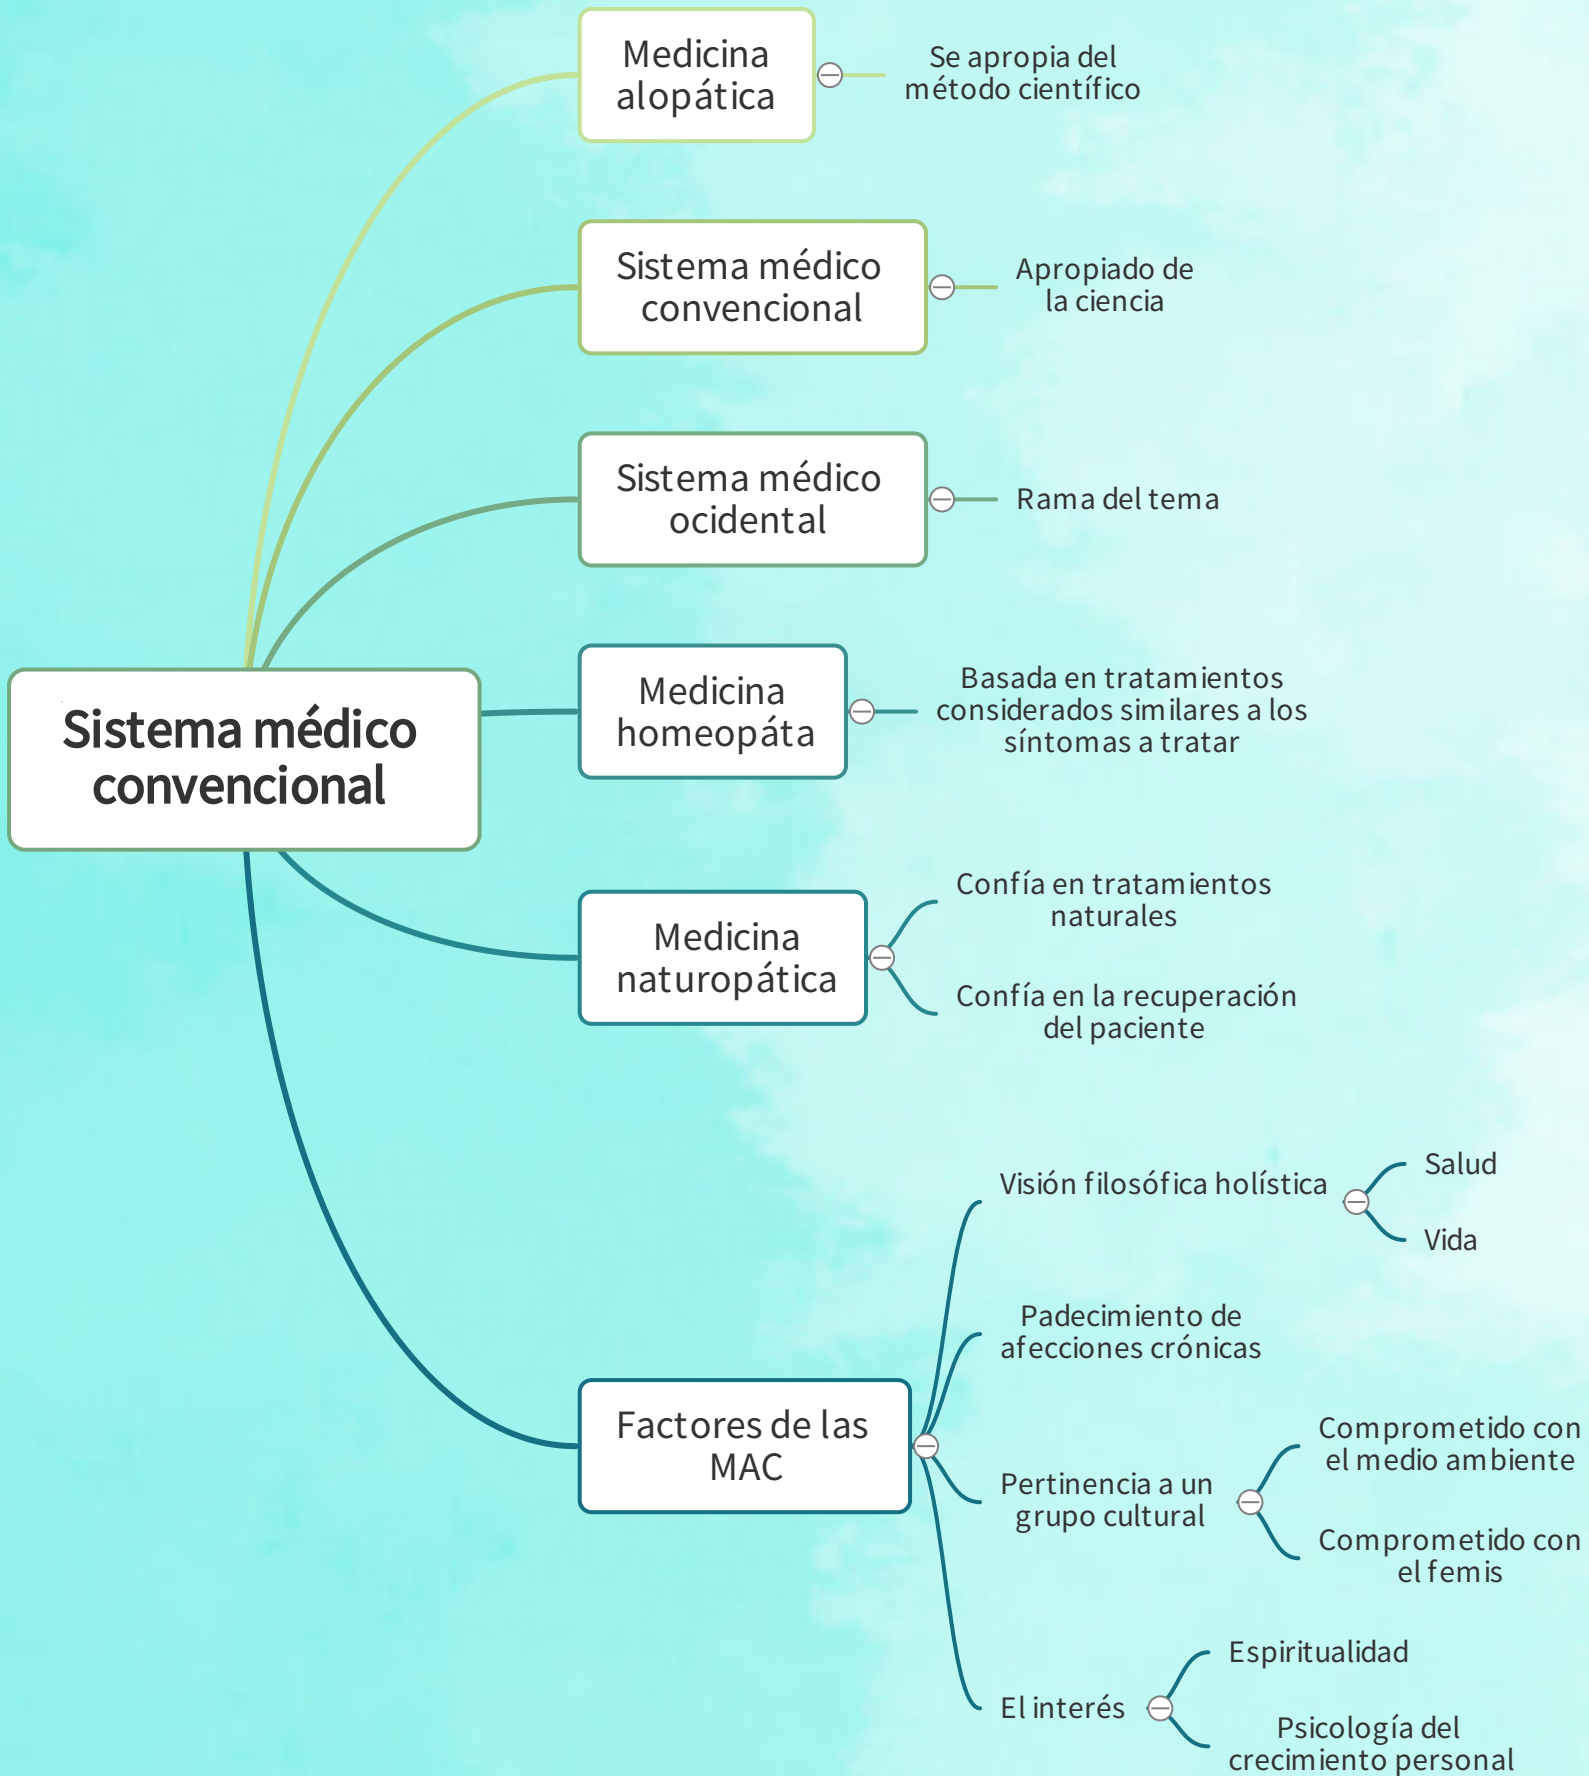 Medicina
alopática
Se apropia del
método científico
Sistema médico
convencional
Apropiado de
la ciencia
Sistema médico
ocidental
Rama del tema
Sistema médico
convencional
Medicina
homeopáta
Basada en tratamientos
considerados similares a los
síntomas a tratar
Medicina
naturopática
Confía en tratamientos
naturales
Confía en la recuperación
del paciente
Factores de las
MAC
Visión filosófica holística
Salud
Vida
Padecimiento de
afecciones crónicas
Pertinencia a un
grupo cultural
Comprometido con
el medio ambiente
Comprometido con
el femis
El interés
Espiritualidad
Psicología del
crecimiento personal